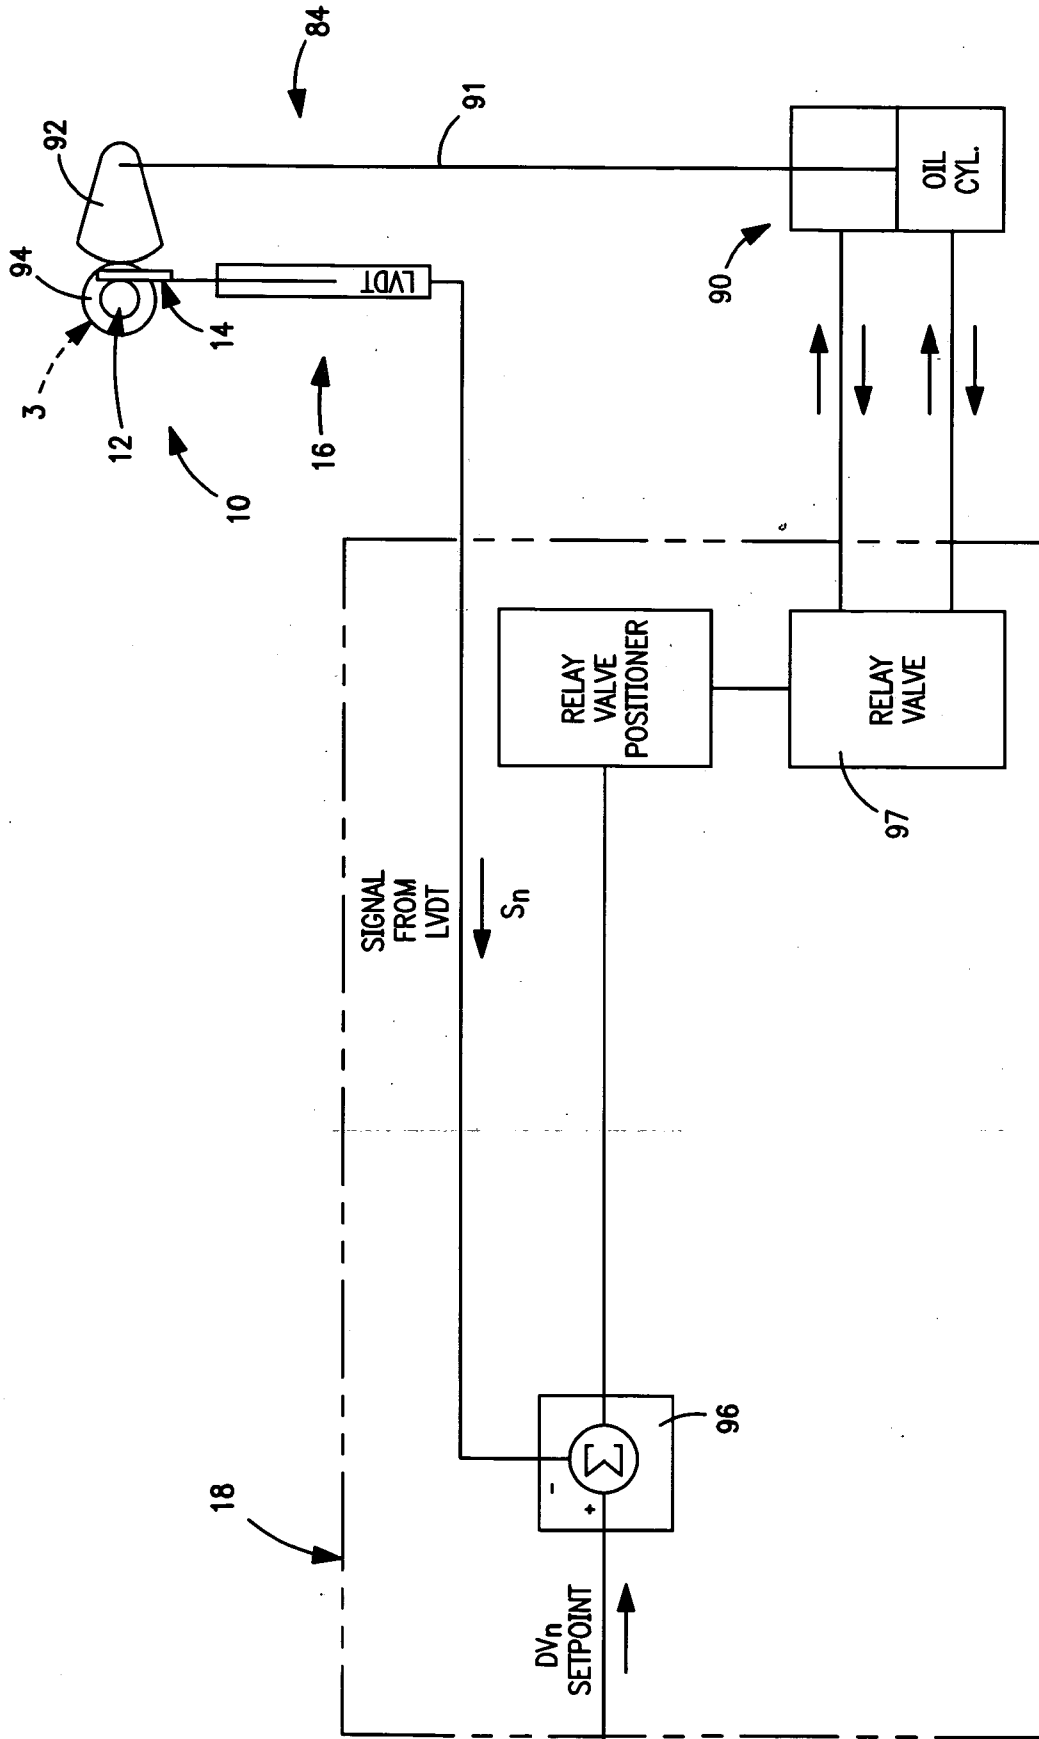 18
DVn
SETPOINT
+
-
Σ
96
SIGNAL
FROM
LVDT
Sn
RELAY
VALVE
POSITIONER
RELAY
VALVE
97
10
12
3
94
92
14
16
LVDT
84
91
90
OIL
CYL.